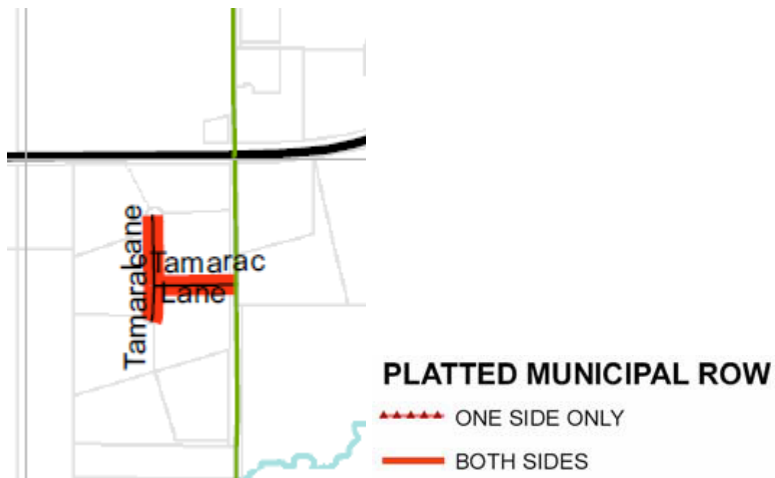 Tamarac Lane
Tamarac
Lane
PLATTED MUNICIPAL ROW
ONE SIDE ONLY
BOTH SIDES